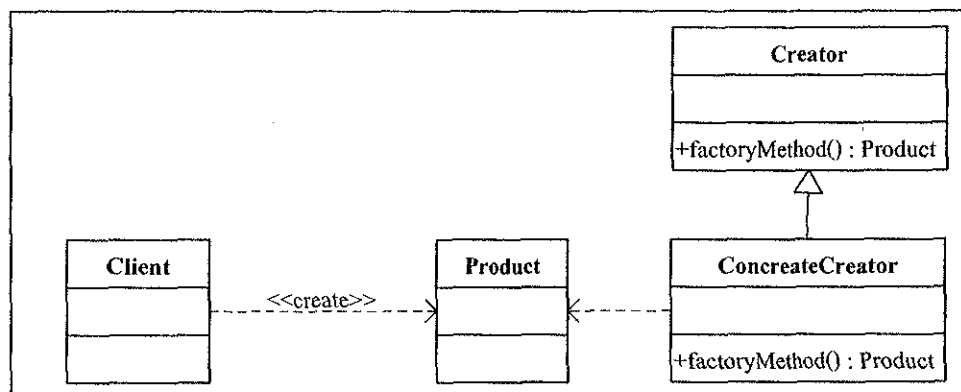 Creator
+factoryMethod() : Product
Client
Product
ConcreateCreator
<<create>>
+factoryMethod() : Product